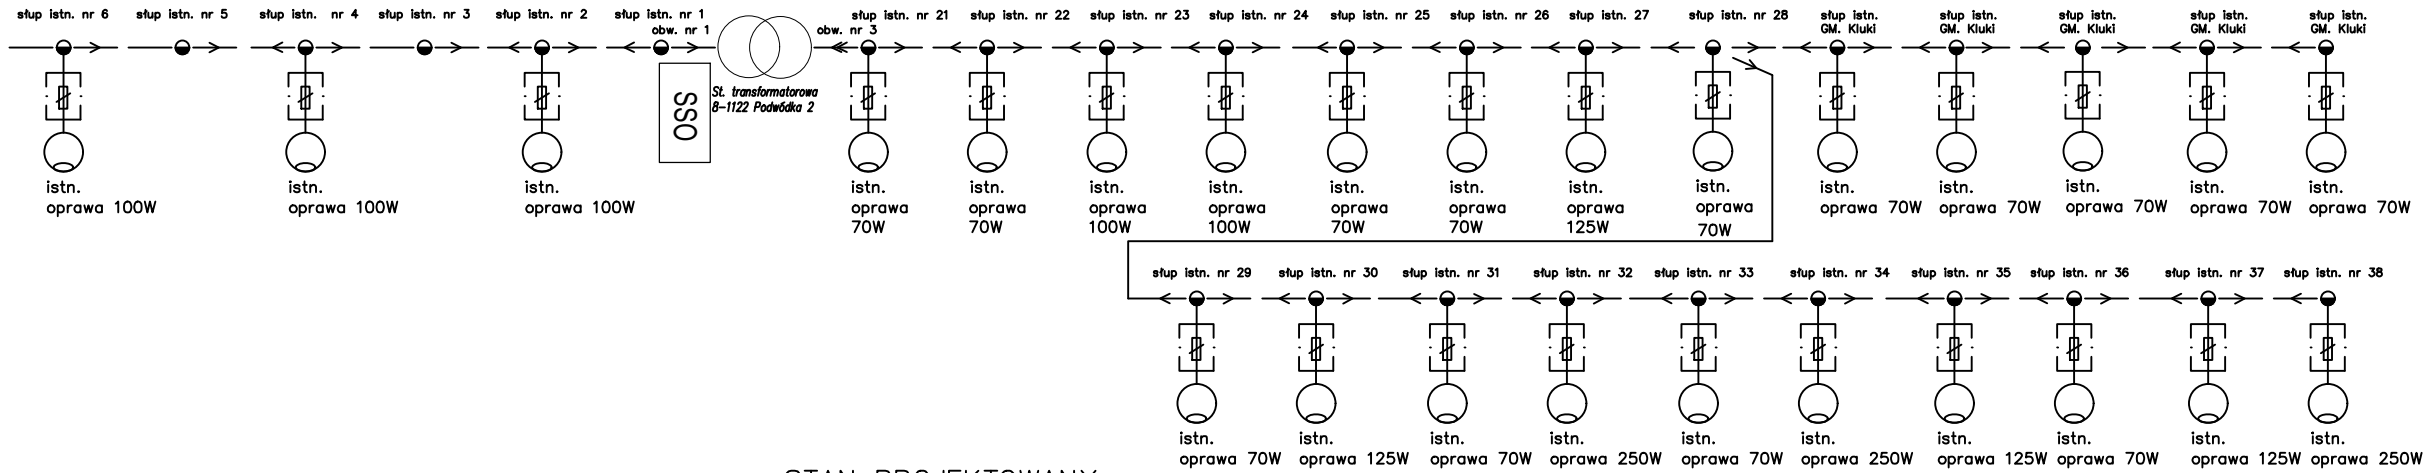 słup istn. nr 6
słup istn. nr 5
słup istn. nr 4
słup istn. nr 3
słup istn. nr 2
słup istn. nr 1
obw. nr 1
obw. nr 3
słup istn. nr 21
słup istn. nr 22
słup istn. nr 23
słup istn. nr 24
słup istn. nr 25
słup istn. nr 26
słup istn. nr 27
słup istn. nr 28
słup istn.
GM. Kluki
słup istn.
GM. Kluki
słup istn.
GM. Kluki
słup istn.
GM. Kluki
słup istn.
GM. Kluki
SSO
St. transformatorowa
8-1122 Podwódka 2
istn.
oprawa 100W
istn.
oprawa 100W
istn.
oprawa 100W
istn.
oprawa
70W
istn.
oprawa
70W
istn.
oprawa
100W
istn.
oprawa
100W
istn.
oprawa
70W
istn.
oprawa
70W
istn.
oprawa
125W
istn.
oprawa
70W
istn.
oprawa 70W
istn.
oprawa 70W
istn.
oprawa 70W
istn.
oprawa 70W
istn.
oprawa 70W
słup istn. nr 29
słup istn. nr 30
słup istn. nr 31
słup istn. nr 32
słup istn. nr 33
słup istn. nr 34
słup istn. nr 35
słup istn. nr 36
słup istn. nr 37
słup istn. nr 38
istn.
oprawa 70W
istn.
oprawa 125W
istn.
oprawa 70W
istn.
oprawa 250W
istn.
oprawa 70W
istn.
oprawa 250W
istn.
oprawa 125W
istn.
oprawa 70W
istn.
oprawa 125W
istn.
oprawa 250W
STAN PROJEKTOWANY